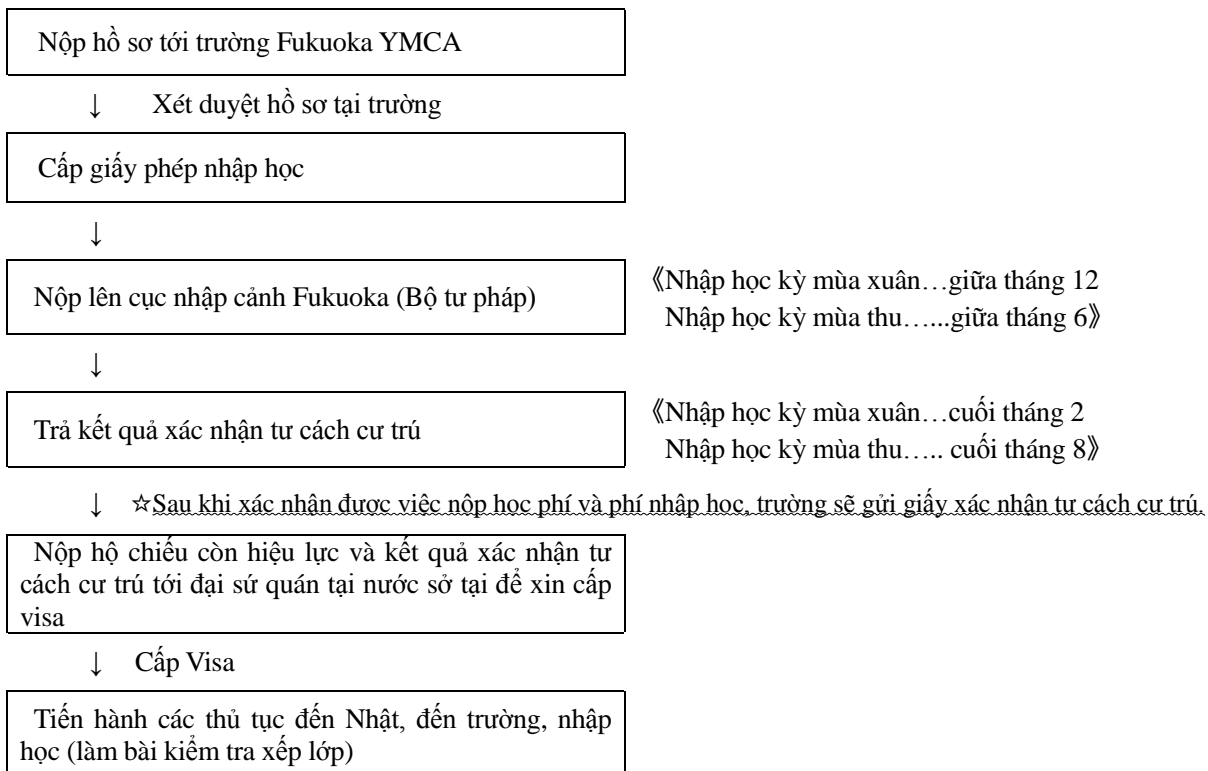 Nộp hồ sơ tới trường Fukuoka YMCA
↓ Xét duyệt hồ sơ tại trường
Cấp giấy phép nhập học
↓
Nộp lên cục nhập cảnh Fukuoka (Bộ tư pháp)
《Nhập học kỳ mùa xuân…giữa tháng 12
Nhập học kỳ mùa thu…...giữa tháng 6》
↓
Trả kết quả xác nhận tư cách cư trú
《Nhập học kỳ mùa xuân…cuối tháng 2
Nhập học kỳ mùa thu….. cuối tháng 8》
↓ ☆Sau khi xác nhận được việc nộp học phí và phí nhập học, trường sẽ gửi giấy xác nhận tư cách cư trú.
Nộp hộ chiếu còn hiệu lực và kết quả xác nhận tư
cách cư trú tới đại sứ quán tại nước sở tại để xin cấp
visa
↓ Cấp Visa
Tiến hành các thủ tục đến Nhật, đến trường, nhập
học (làm bài kiểm tra xếp lớp)